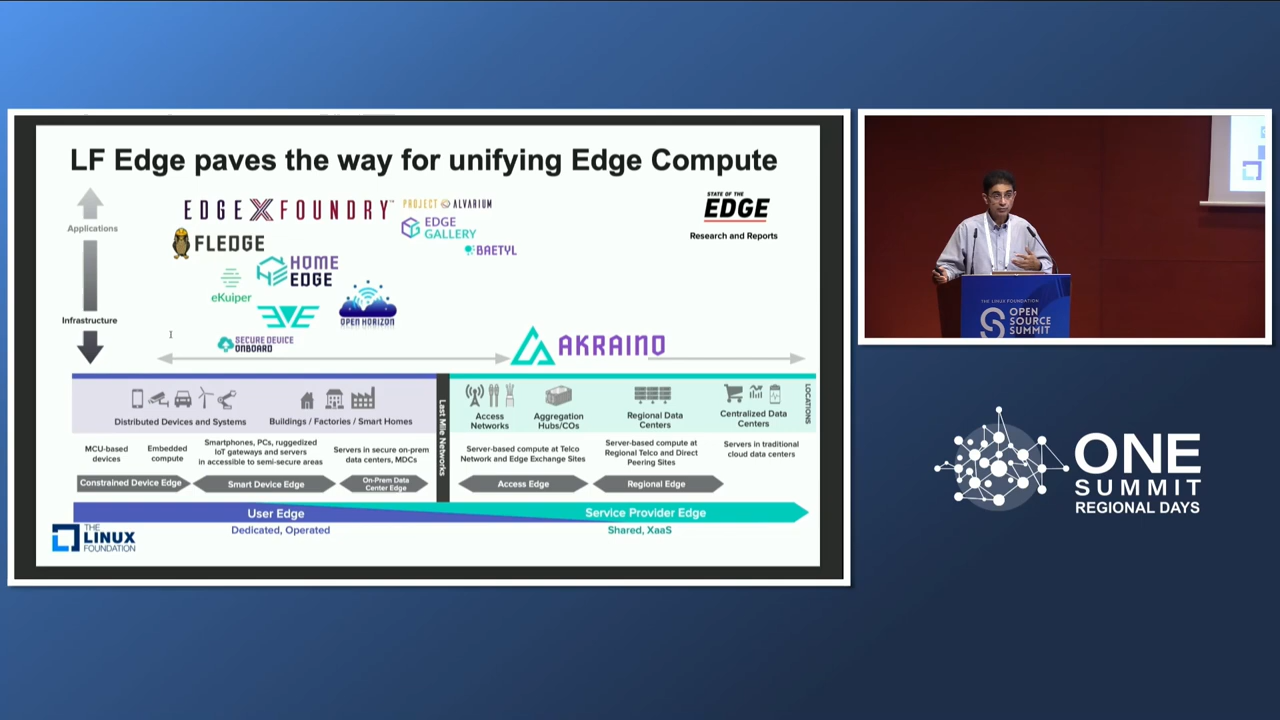 LF Edge paves the way for unifying Edge Compute
Applications
Infrastructure
EDGE X FOUNDRY™
PROJECT ALVARIUM
EDGE
GALLERY
BAETYL
FLEDGE
HOME
EDGE
eKuiper
OPEN HORIZON
SECURE DEVICE
ONBOARD
AKRAINO
STATE OF THE
EDGE
Research and Reports
Distributed Devices and Systems
Buildings / Factories / Smart Homes
Last Mile Networks
Access
Networks
Aggregation
Hubs/COs
Regional Data
Centers
Centralized Data
Centers
LOCATIONS
MCU-based
devices
Embedded
compute
Smartphones, PCs, ruggedized
IoT gateways and servers
in accessible to semi-secure areas
Servers in secure on-prem
data centers, MDCs
Server-based compute at Telco
Network and Edge Exchange Sites
Server-based compute at
Regional Telco and Direct
Peering Sites
Servers in traditional
cloud data centers
Constrained Device Edge
Smart Device Edge
On-Prem Data
Center Edge
Access Edge
Regional Edge
User Edge
Service Provider Edge
Dedicated, Operated
Shared, XaaS
THE
LINUX
FOUNDATION
THE LINUX FOUNDATION
OPEN
SOURCE
SUMMIT
ONE
SUMMIT
REGIONAL DAYS